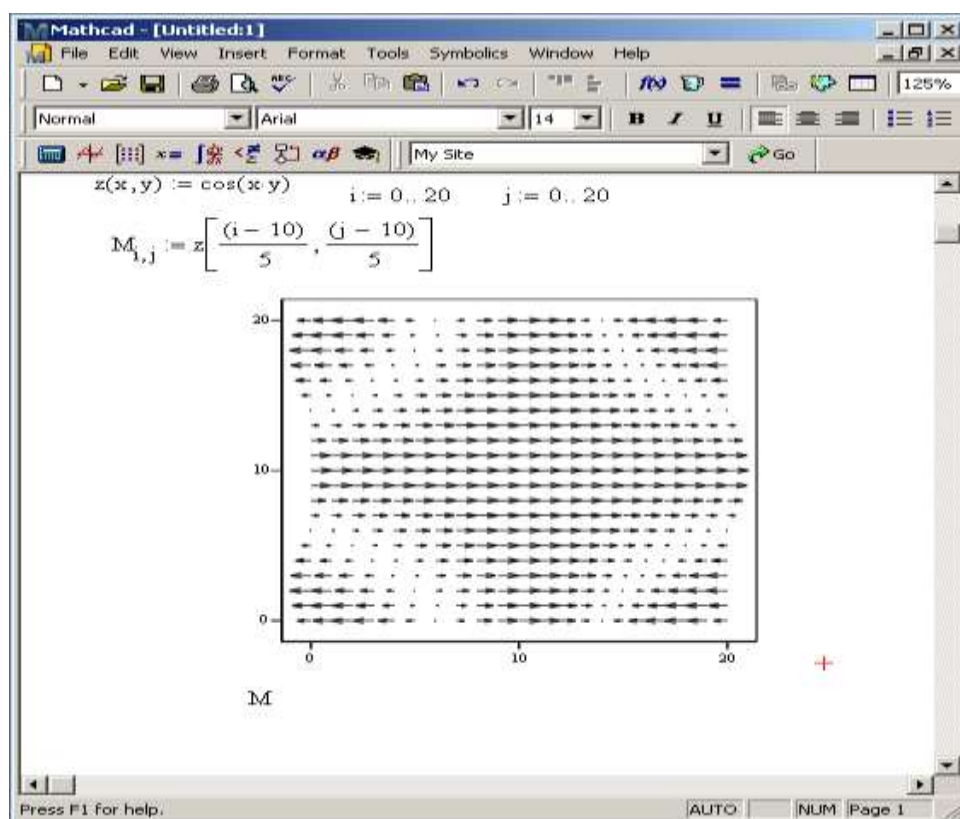 Mathcad - [Untitled:1]
File Edit View Insert Format Tools Symbolics Window Help
ABC f(x) 125%
Normal Arial 14 B I U
x= αβ My Site Go
z(x,y) := cos(x·y) i := 0.. 20 j := 0.. 20
M i,j := z[(i − 10)/5 , (j − 10)/5]
20
10
0
0 10 20
M
Press F1 for help. AUTO NUM Page 1